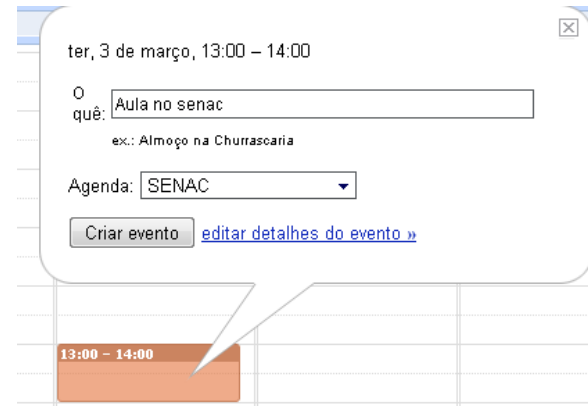 ter, 3 de março, 13:00 – 14:00
O
quê: Aula no senac
ex.: Almoço na Churrascaria
Agenda: SENAC
Criar evento editar detalhes do evento »
13:00 – 14:00